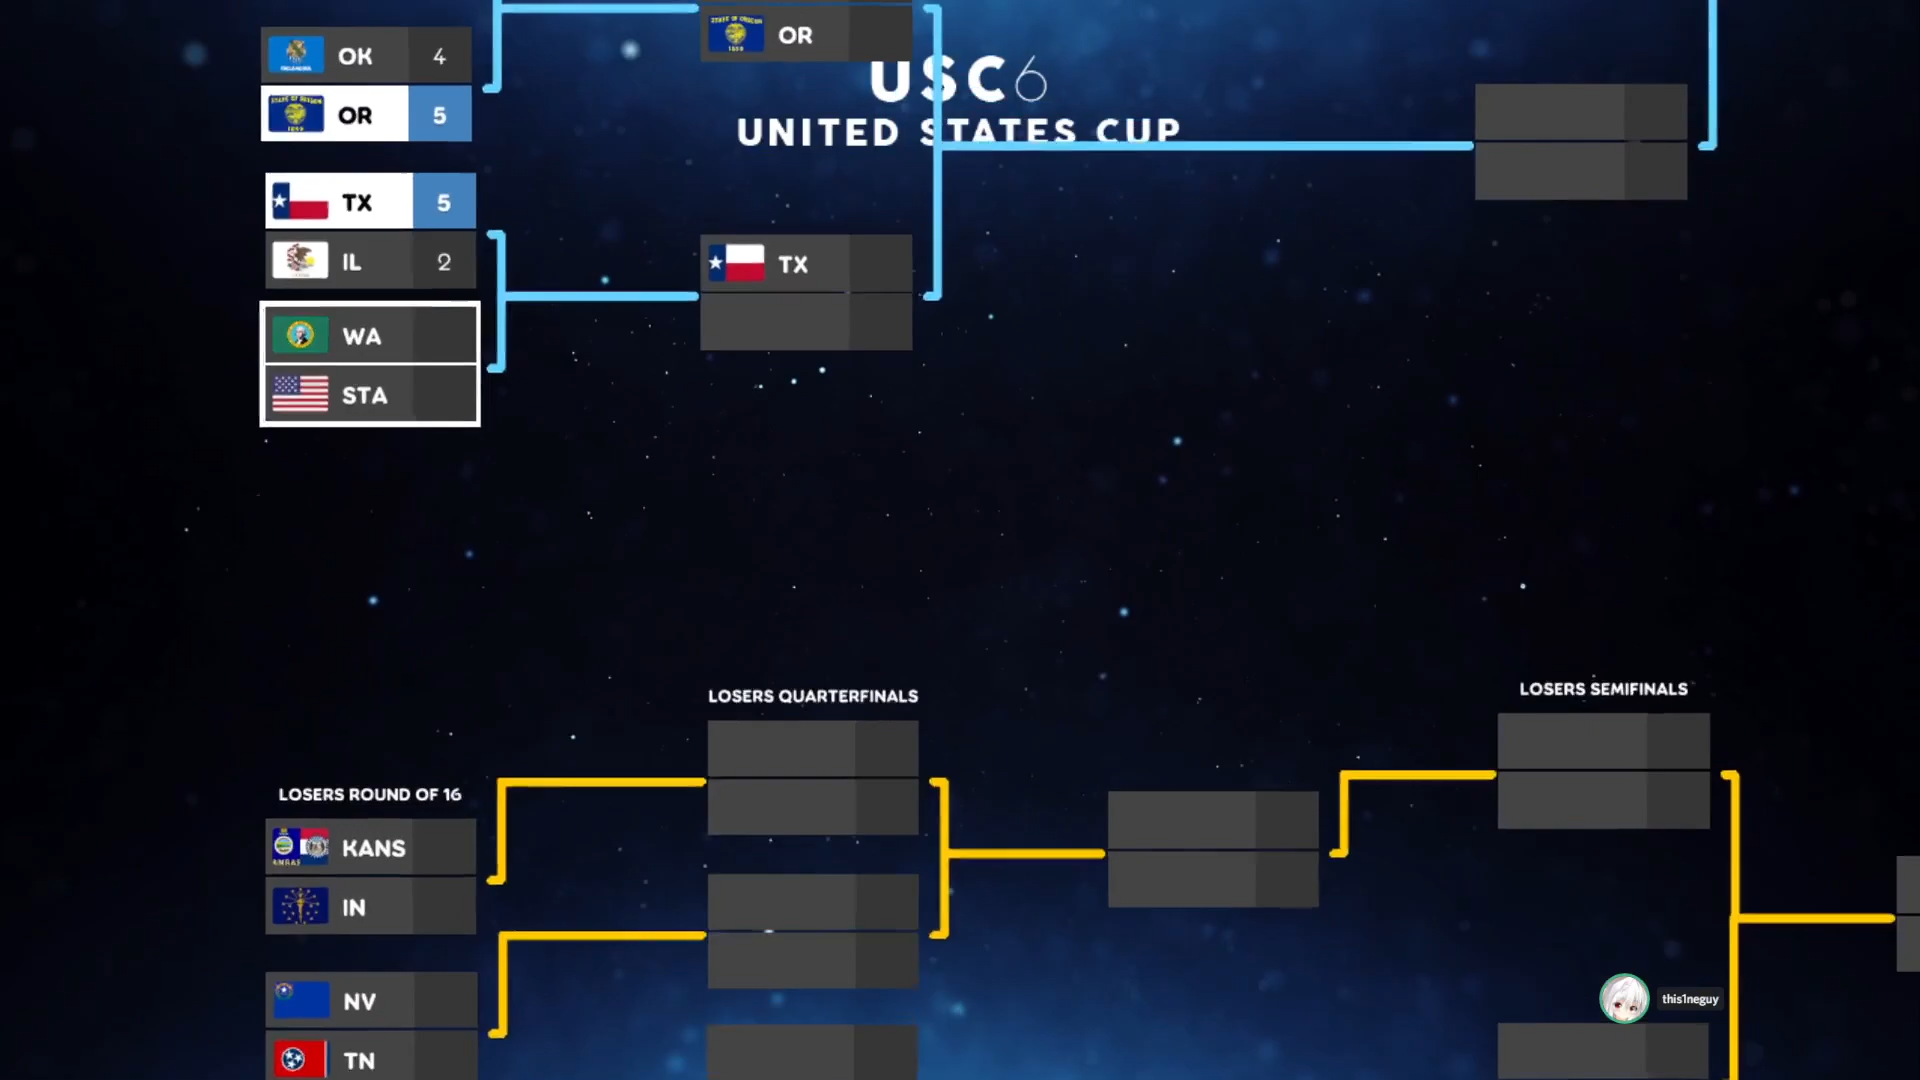 OK 4
OR
USC6
OR 5
UNITED STATES CUP
TX 5
IL 2
TX
WA
STA
LOSERS QUARTERFINALS
LOSERS SEMIFINALS
LOSERS ROUND OF 16
KANS
IN
NV
this1neguy
TN